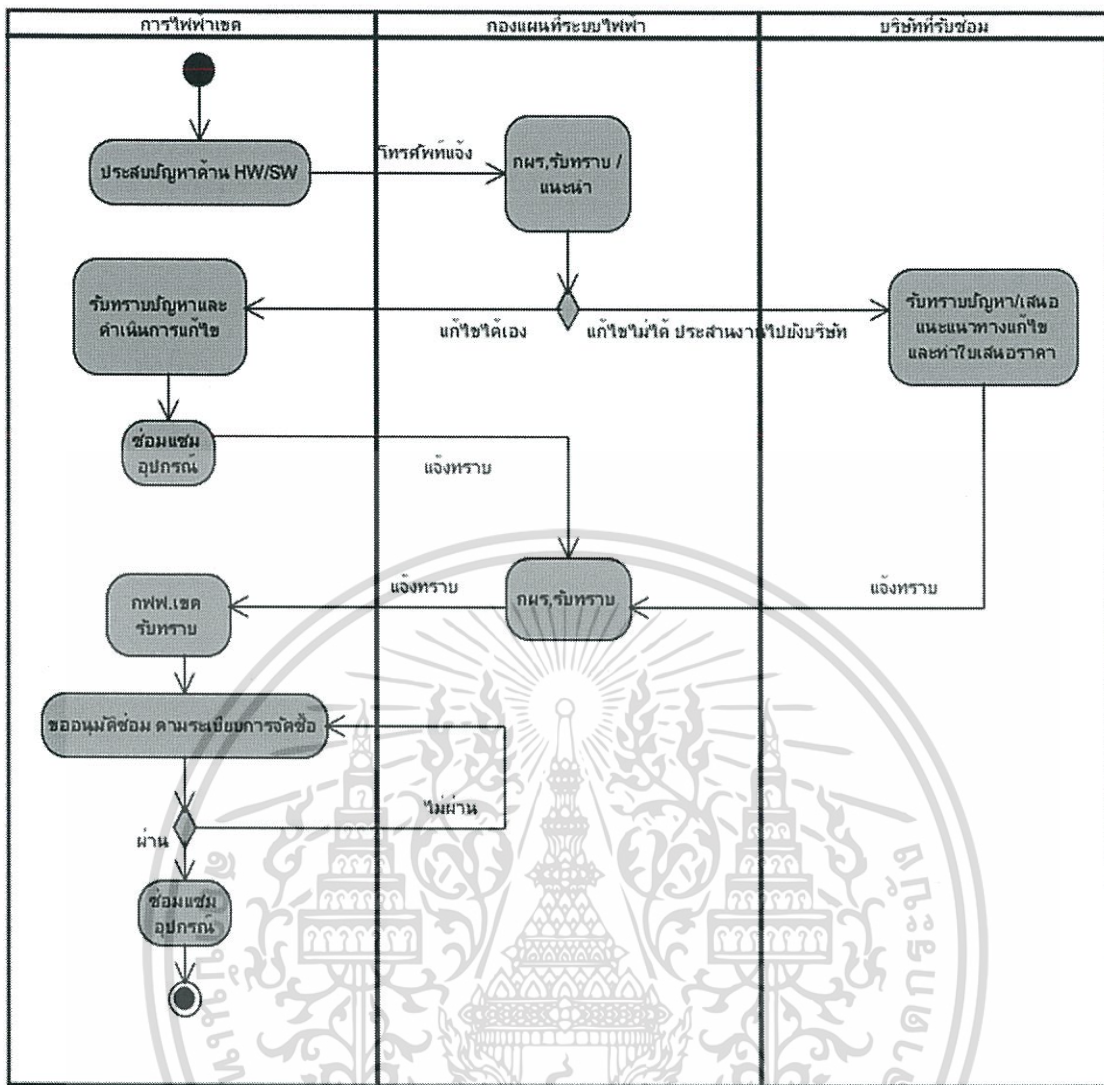 การไฟฟ้าเขต
กองแผนที่ระบบไฟฟ้า
บริษัทที่รับซ่อม
ประสบปัญหาด้าน HW/SW
โทรศัพท์แจ้ง
กผร,รับทราบ /
แนะนำ
รับทราบปัญหาและ
ดำเนินการแก้ไข
แก้ไขได้เอง
แก้ไขไม่ได้ ประสานงานไปยังบริษัท
รับทราบปัญหา/เสนอ
แนะแนวทางแก้ไข
และทำใบเสนอราคา
ซ่อมแซม
อุปกรณ์
แจ้งทราบ
กฟฟ.เขต
รับทราบ
แจ้งทราบ
กผร,รับทราบ
แจ้งทราบ
ขออนุมัติซ่อม ตามระเบียบการจัดซื้อ
ไม่ผ่าน
ผ่าน
ซ่อมแซม
อุปกรณ์